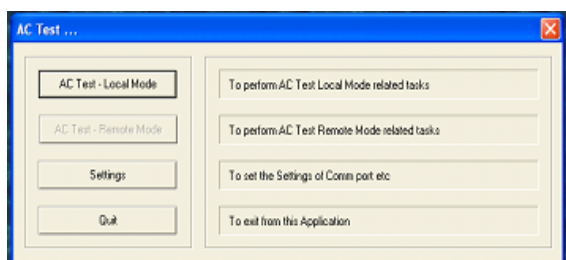 AC Test ...
AC Test - Local Mode
To perform AC Test Local Mode related tasks
AC Test - Remote Mode
To perform AC Test Remote Mode related tasks
Settings
To set the Settings of Comm port etc
Quit
To exit from this Application